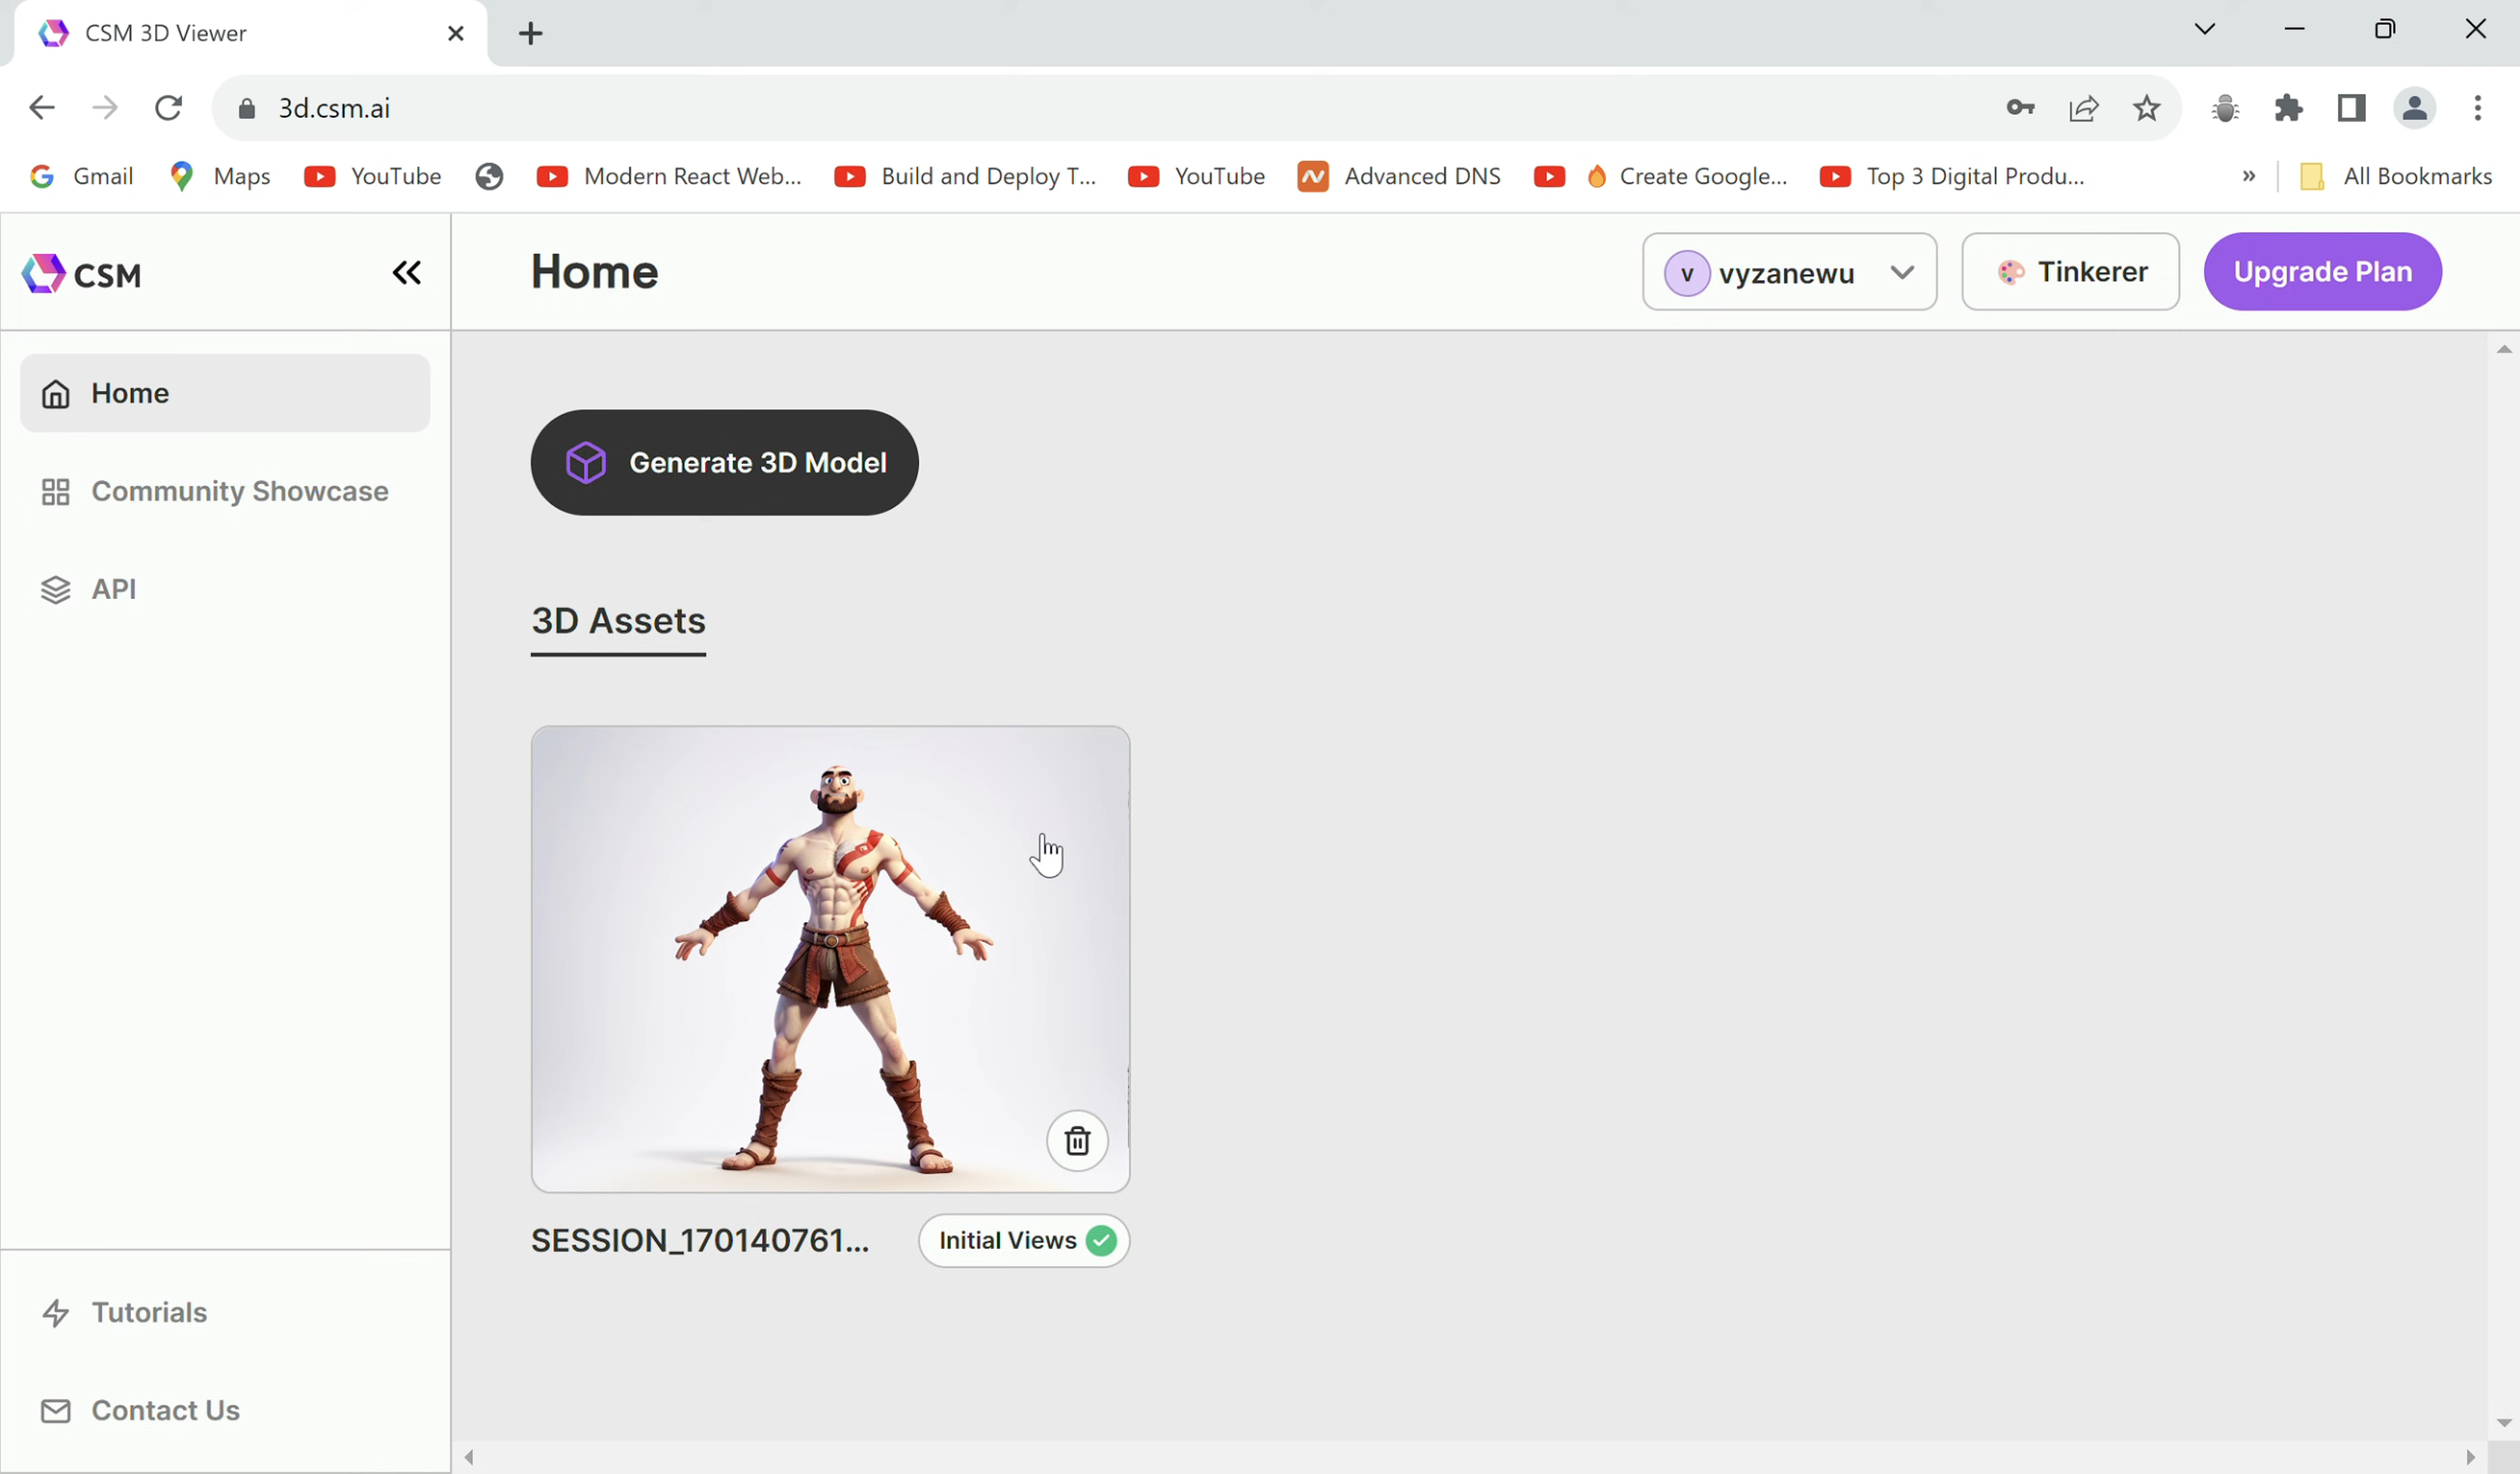 CSM 3D Viewer
3d.csm.ai
Gmail Maps YouTube Modern React Web... Build and Deploy T... YouTube Advanced DNS Create Google... Top 3 Digital Produ... » All Bookmarks
CSM
Home
v vyzanewu
Tinkerer
Upgrade Plan
Home
Community Showcase
API
Generate 3D Model
3D Assets
SESSION_170140761...
Initial Views
Tutorials
Contact Us